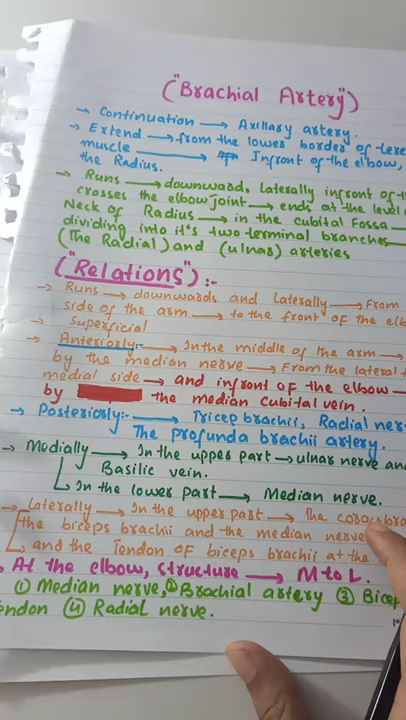 ("Brachial Artery")
→ Continuation → Axillary artery.
→ Extend → from the lower border of tere
muscle → Infront of the elbow,
the Radius.
→ Runs → downward, laterally infront of t
crosses the elbow joint → ends at the level
Neck of Radius → in the cubital Fossa
dividing into it's two terminal branches
(The Radial) and (ulnar) arteries
("Relations") :-
→ Runs → downwards and laterally → From
side of the arm → to the front of the elb
→ Superficial
→ Anteriorly:- → In the middle of the arm →
by the median nerve → From the lateral t
medial side → and infront of the elbow
by the median Cubital vein.
→ Posteriorly:- → Tricep brachii, Radial ner
The profunda brachii artery.
→ Medially → In the upper part → ulnar nerve and
Basilic vein.
In the lower part → Median nerve.
→ Laterally → In the upper part → The bra
the biceps brachii and the median nerve
and the Tendon OF biceps brachii at the
At the elbow, structure → M to L.
① Median nerve, ② Brachial artery ③ Bicep
endon ④ Radial nerve.